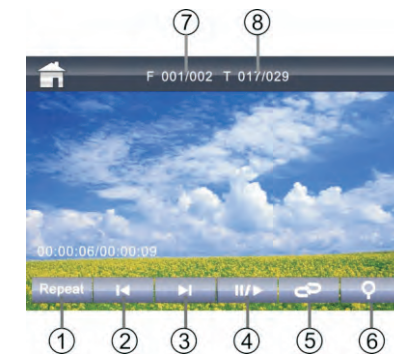 ⑦ ⑧
F 001/002 T 017/029
00:00:06/00:00:09
Repeat
① ② ③ ④ ⑤ ⑥